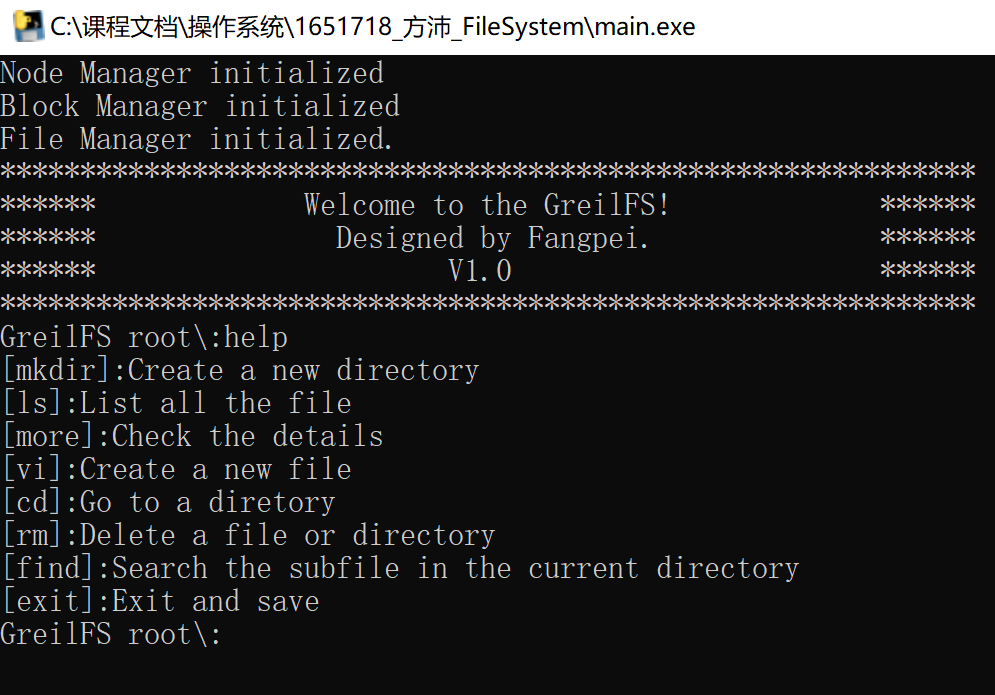 C:\课程文档\操作系统\1651718_方沛_FileSystem\main.exe
Node Manager initialized
Block Manager initialized
File Manager initialized.
*************************************************************
****** Welcome to the GreilFS! ******
****** Designed by Fangpei. ******
****** V1.0 ******
*************************************************************
GreilFS root\:help
[mkdir]:Create a new directory
[ls]:List all the file
[more]:Check the details
[vi]:Create a new file
[cd]:Go to a diretory
[rm]:Delete a file or directory
[find]:Search the subfile in the current directory
[exit]:Exit and save
GreilFS root\: